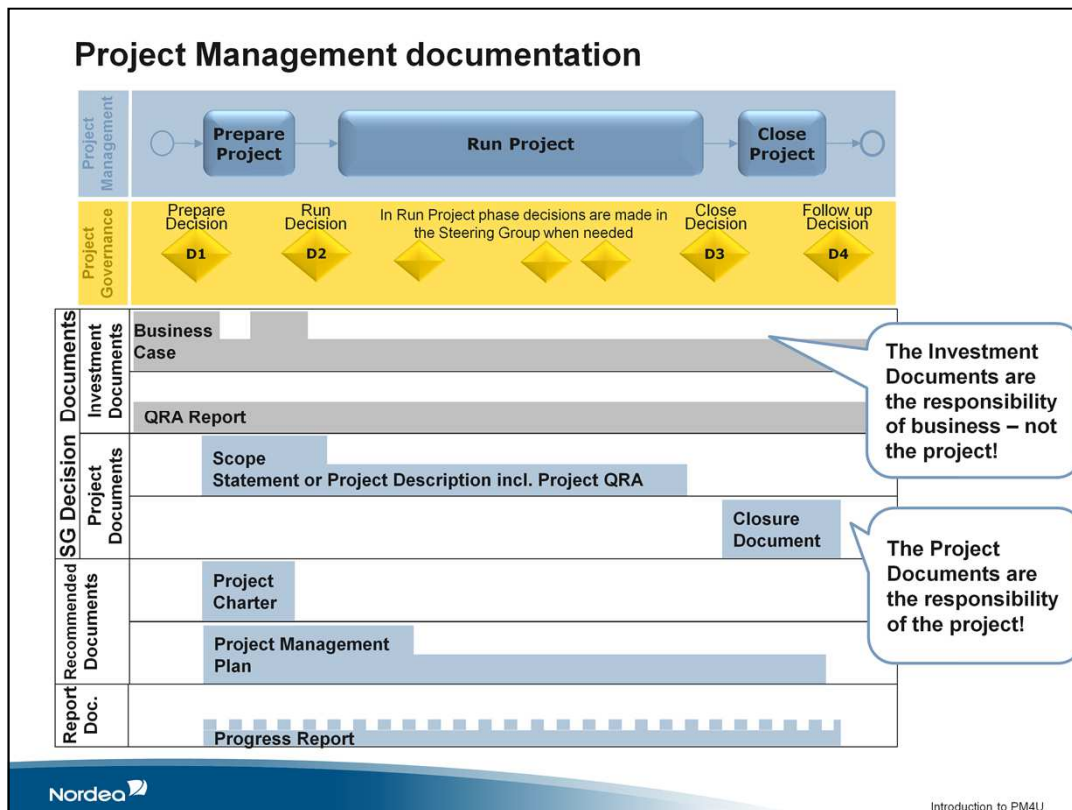 Project Management documentation
Project
Management
Prepare
Project
Run Project
Close
Project
Project
Governance
Prepare
Decision
D1
Run
Decision
D2
In Run Project phase decisions are made in
the Steering Group when needed
Close
Decision
D3
Follow up
Decision
D4
SG Decision Documents
Investment
Documents
Business
Case
QRA Report
The Investment
Documents are
the responsibility
of business – not
the project!
Project
Documents
Scope
Statement or Project Description incl. Project QRA
Closure
Document
The Project
Documents are
the responsibility
of the project!
Recommended
Documents
Project
Charter
Project Management
Plan
Report
Doc.
Progress Report
Nordea
Introduction to PM4U